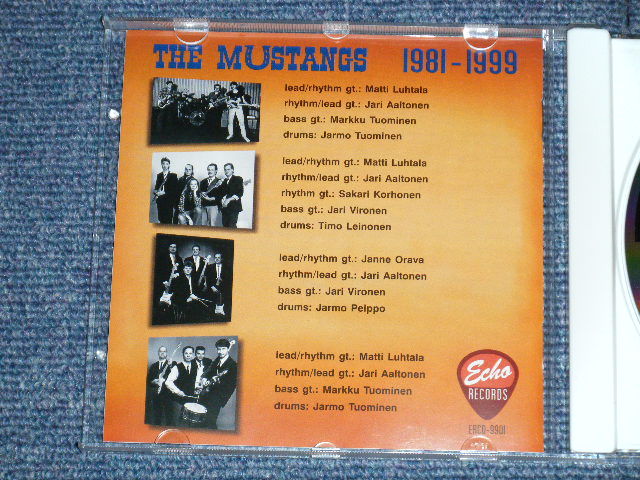 THE MUSTANGS 1981-1999
lead/rhythm gt.: Matti Luhtala
rhythm/lead gt.: Jari Aaltonen
bass gt.: Markku Tuominen
drums: Jarmo Tuominen
lead/rhythm gt.: Matti Luhtala
rhythm/lead gt.: Jari Aaltonen
rhythm gt.: Sakari Korhonen
bass gt.: Jari Vironen
drums: Timo Leinonen
lead/rhythm gt.: Janne Orava
rhythm/lead gt.: Jari Aaltonen
bass gt.: Jari Vironen
drums: Jarmo Pelppo
lead/rhythm gt.: Matti Luhtala
rhythm/lead gt.: Jari Aaltonen
bass gt.: Markku Tuominen
drums: Jarmo Tuominen
Echo
RECORDS
ERCD-9901